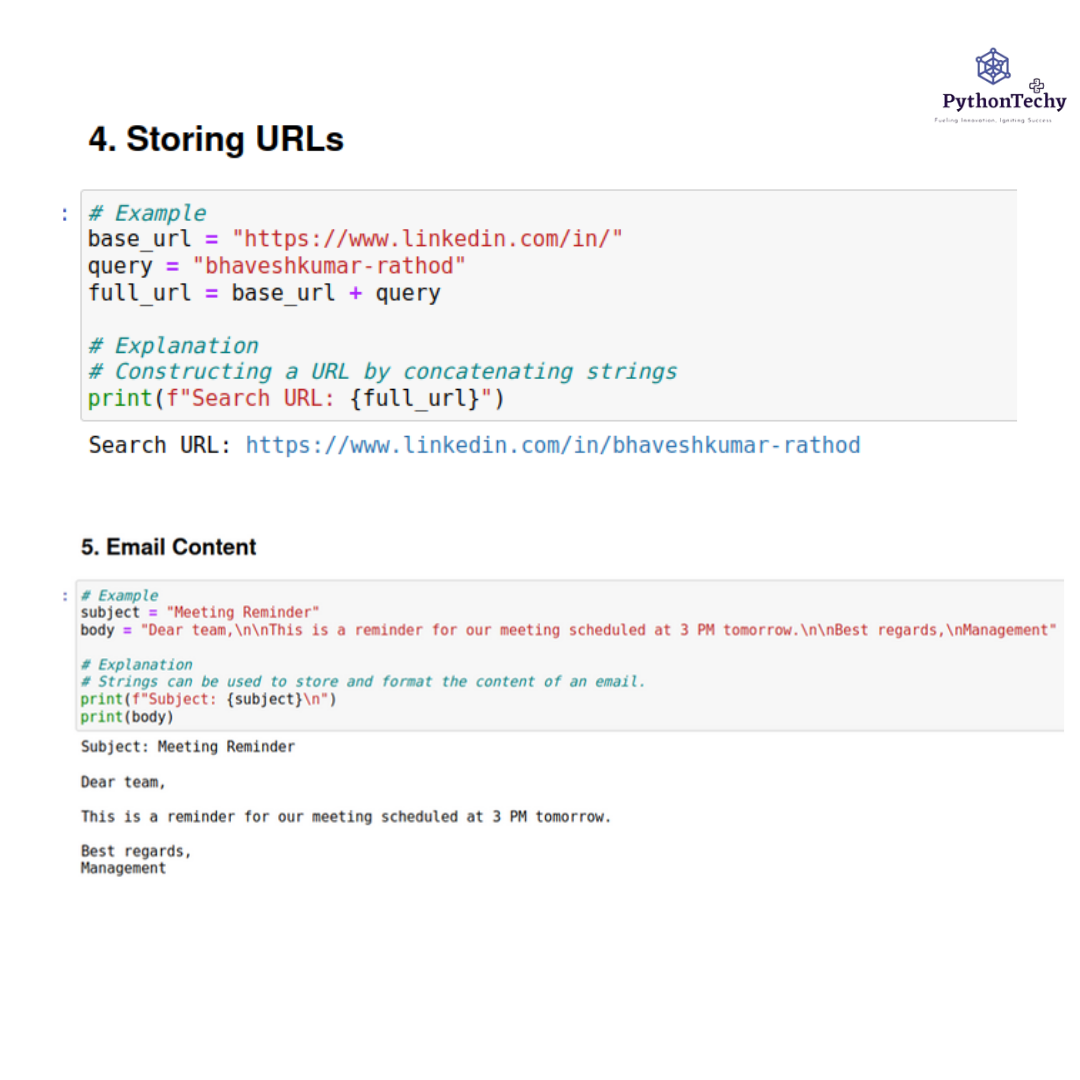 PythonTechy
Fueling Innovation, Igniting Success
4. Storing URLs
:
# Example
base_url = "https://www.linkedin.com/in/"
query = "bhaveshkumar-rathod"
full_url = base_url + query
# Explanation
# Constructing a URL by concatenating strings
print(f"Search URL: {full_url}")
Search URL: https://www.linkedin.com/in/bhaveshkumar-rathod
5. Email Content
:
# Example
subject = "Meeting Reminder"
body = "Dear team,\n\nThis is a reminder for our meeting scheduled at 3 PM tomorrow.\n\nBest regards,\nManagement"
# Explanation
# Strings can be used to store and format the content of an email.
print(f"Subject: {subject}\n")
print(body)
Subject: Meeting Reminder
Dear team,
This is a reminder for our meeting scheduled at 3 PM tomorrow.
Best regards,
Management